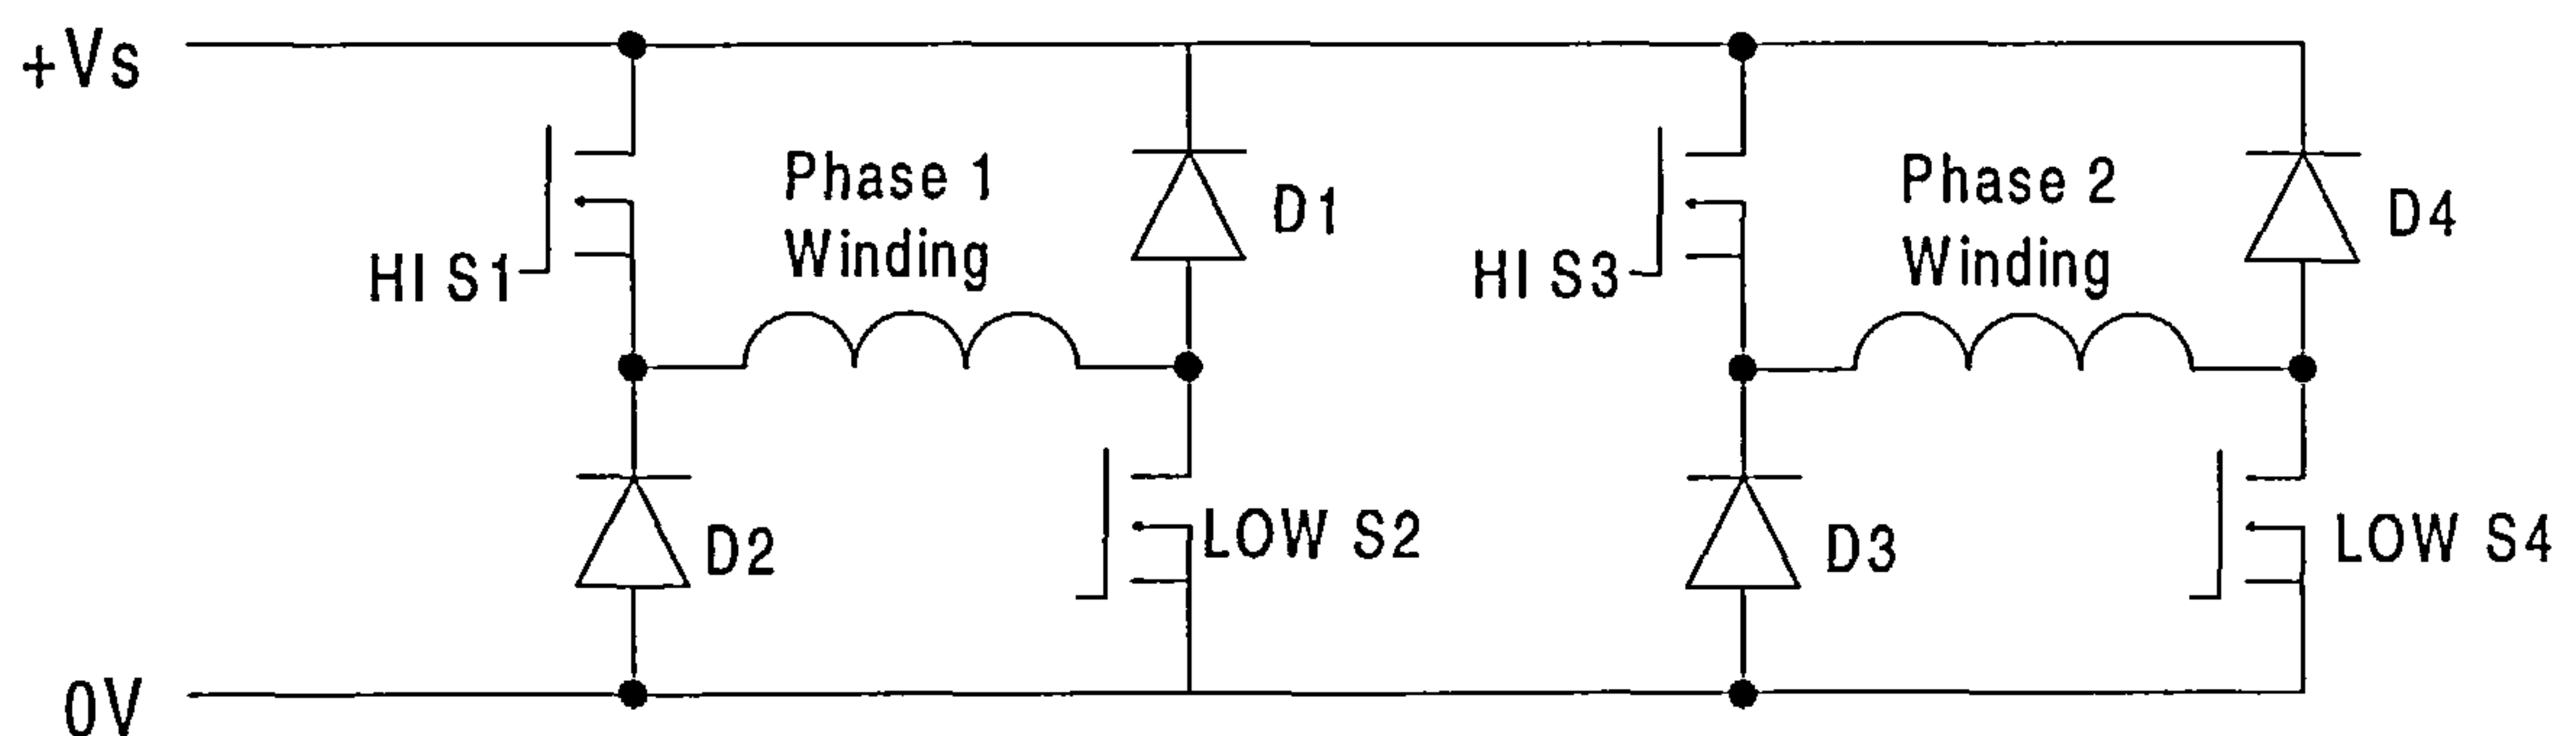 +Vs
Phase 1
Winding
D1
HI S1
Phase 2
Winding
D4
HI S3
D2
LOW S2
D3
LOW S4
0V